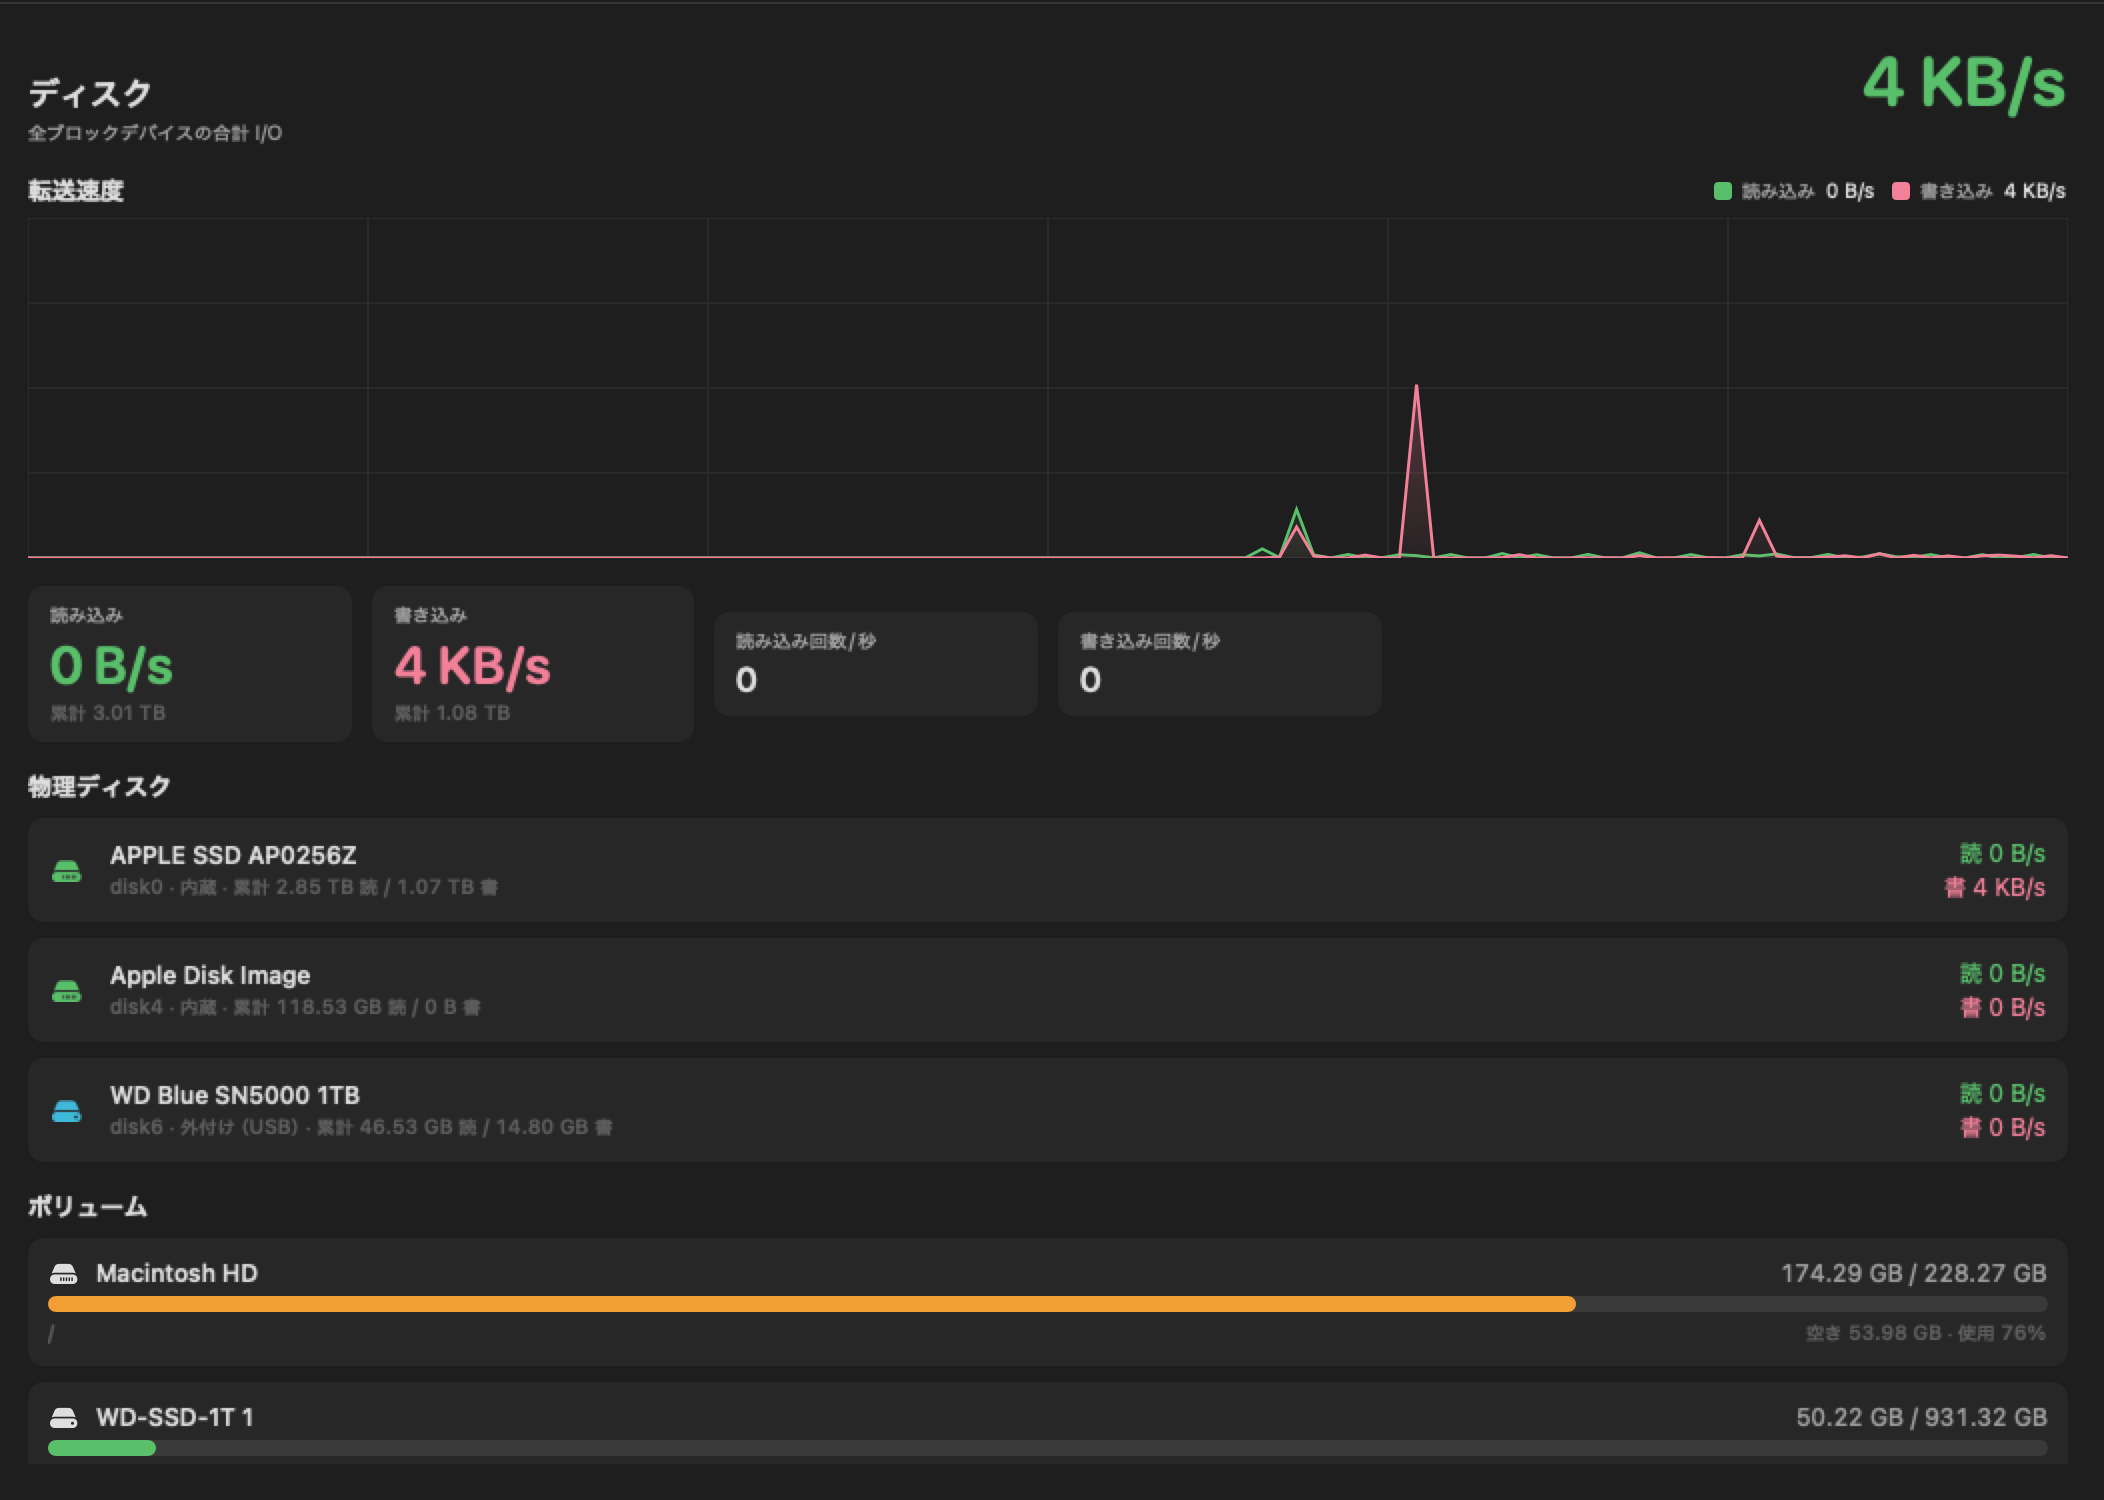 4 KB/s
ディスク
全ブロックデバイスの合計 I/O
転送速度
読み込み 0 B/s 書き込み 4 KB/s
読み込み
0 B/s
累計 3.01 TB
書き込み
4 KB/s
累計 1.08 TB
読み込み回数/秒
0
書き込み回数/秒
0
物理ディスク
APPLE SSD AP0256Z
disk0 · 内蔵 · 累計 2.85 TB 読 / 1.07 TB 書
読 0 B/s
書 4 KB/s
Apple Disk Image
disk4 · 内蔵 · 累計 118.53 GB 読 / 0 B 書
読 0 B/s
書 0 B/s
WD Blue SN5000 1TB
disk6 · 外付け (USB) · 累計 46.53 GB 読 / 14.80 GB 書
読 0 B/s
書 0 B/s
ボリューム
Macintosh HD 174.29 GB / 228.27 GB
/ 空き 53.98 GB · 使用 76%
WD-SSD-1T 1 50.22 GB / 931.32 GB